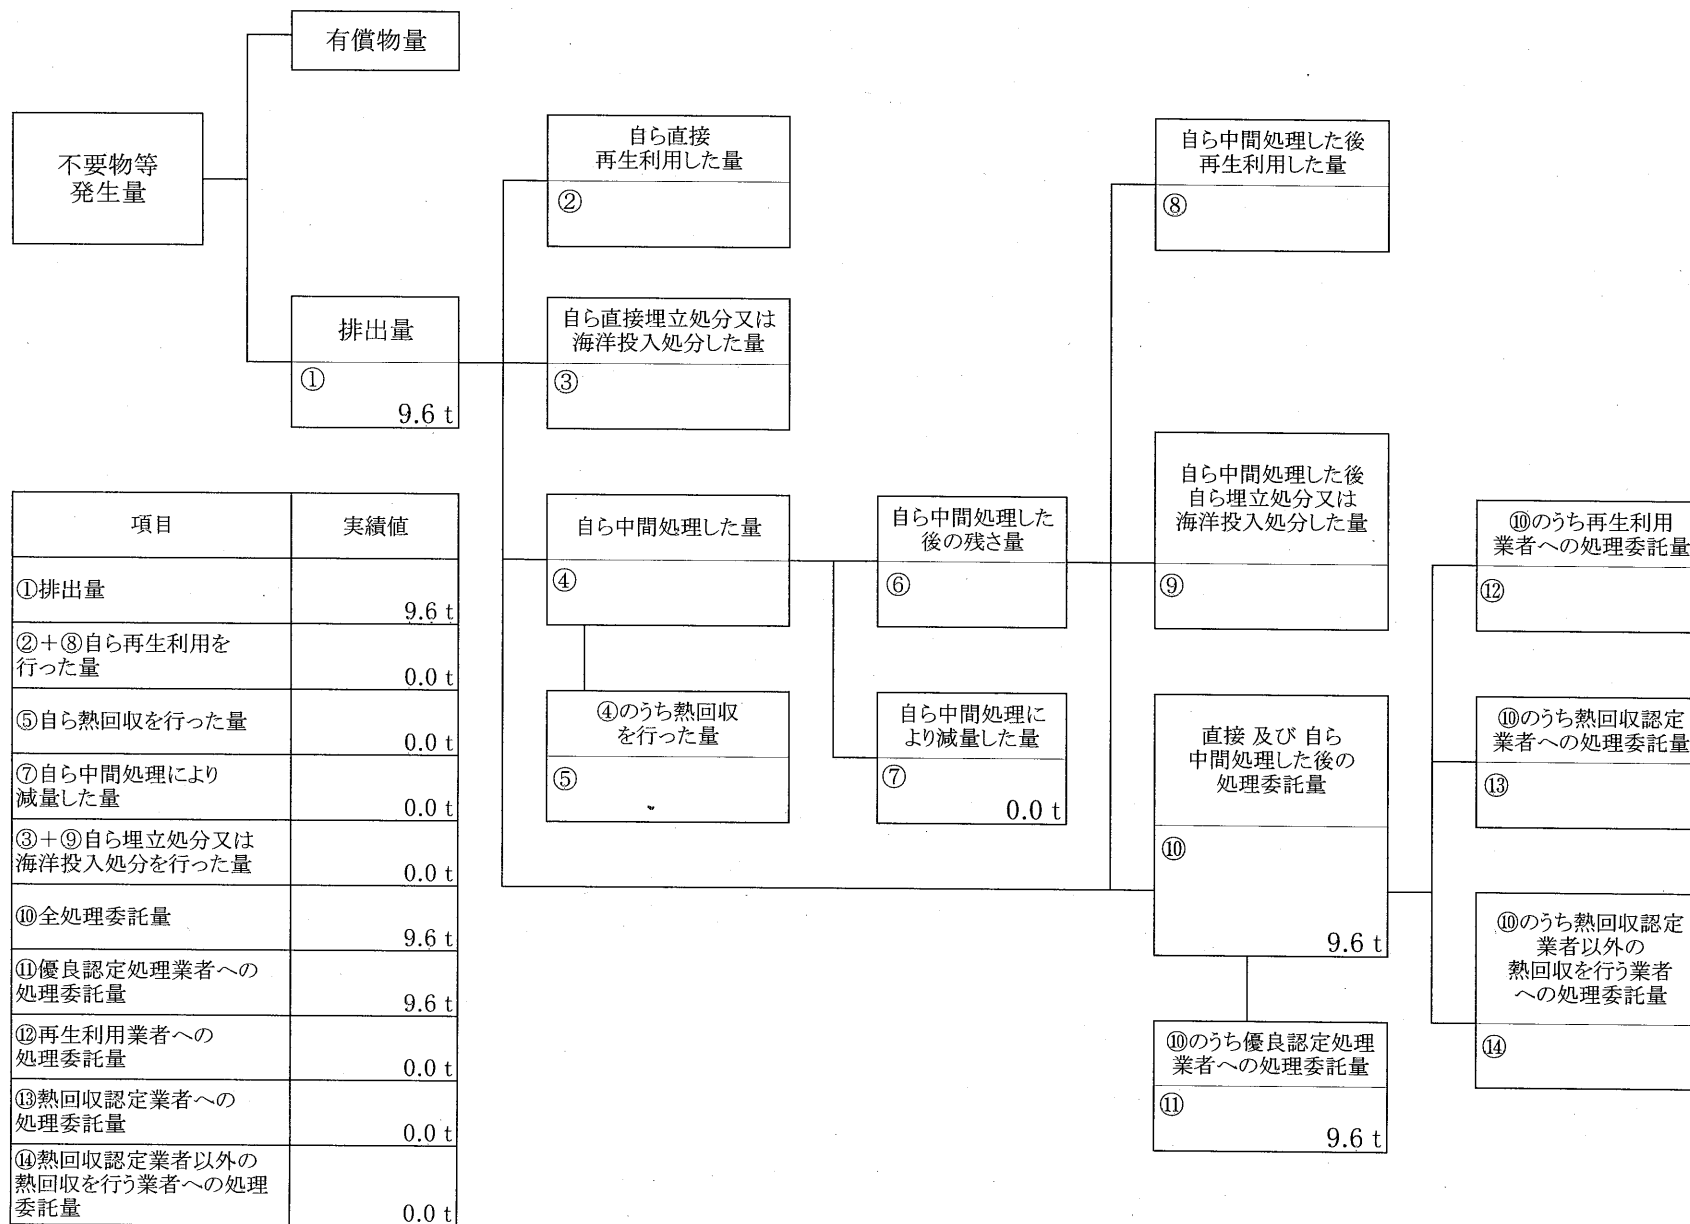 有償物量
不要物等
発生量
排出量
①
9.6 t
自ら直接
再生利用した量
②
自ら直接埋立処分又は
海洋投入処分した量
③
自ら中間処理した量
④
④のうち熱回収
を行った量
⑤
自ら中間処理した
後の残さ量
⑥
自ら中間処理に
より減量した量
⑦
0.0 t
自ら中間処理した後
再生利用した量
⑧
自ら中間処理した後
自ら埋立処分又は
海洋投入処分した量
⑨
直接 及び 自ら
中間処理した後の
処理委託量
⑩
9.6 t
⑩のうち優良認定処理
業者への処理委託量
⑪
9.6 t
⑩のうち再生利用
業者への処理委託量
⑫
⑩のうち熱回収認定
業者への処理委託量
⑬
⑩のうち熱回収認定
業者以外の
熱回収を行う業者
への処理委託量
⑭
項目 実績値
①排出量
9.6 t
②+⑧自ら再生利用を
行った量
0.0 t
⑤自ら熱回収を行った量
0.0 t
⑦自ら中間処理により
減量した量
0.0 t
③+⑨自ら埋立処分又は
海洋投入処分を行った量
0.0 t
⑩全処理委託量
9.6 t
⑪優良認定処理業者への
処理委託量
9.6 t
⑫再生利用業者への
処理委託量
0.0 t
⑬熱回収認定業者への
処理委託量
0.0 t
⑭熱回収認定業者以外の
熱回収を行う業者への処理
委託量
0.0 t